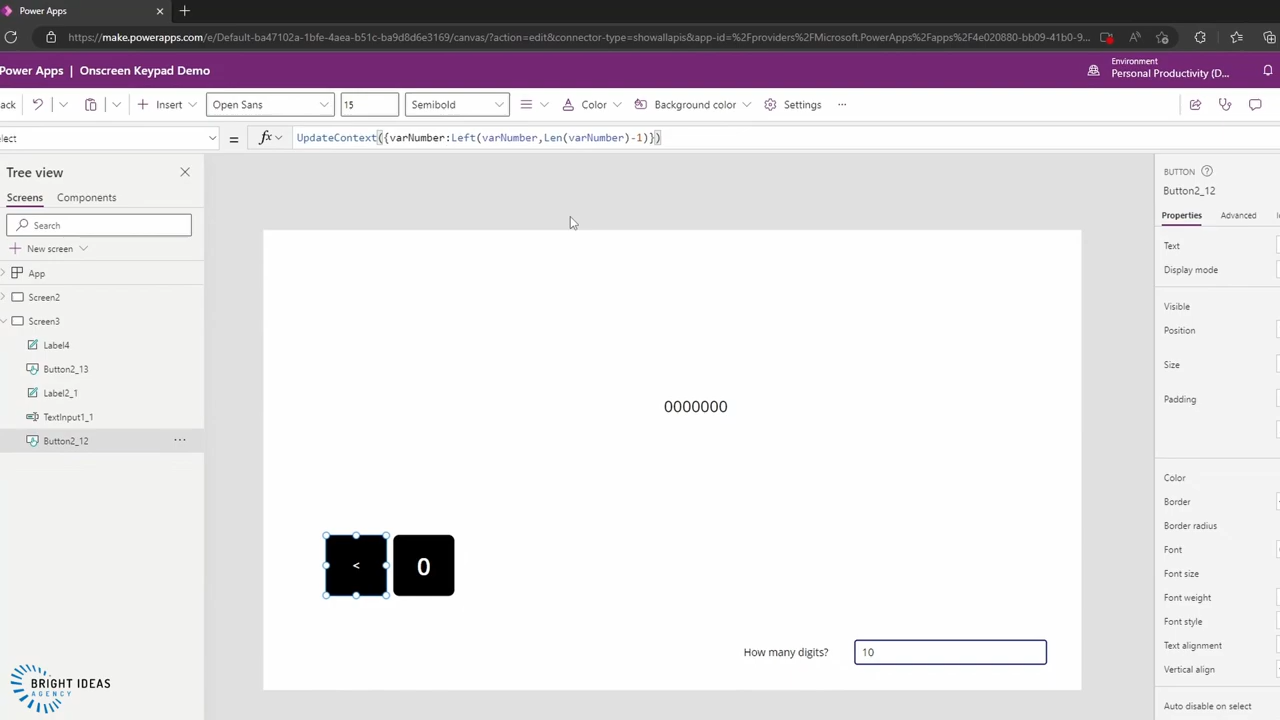 Power Apps
https://make.powerapps.com/e/Default-ba47102a-1bfe-4aea-b51c-ba9d8d6e3169/canvas/?action=edit&connector-type=showallapis&app-id=%2Fproviders%2FMicrosoft.PowerApps%2Fapps%2F4e020880-bb09-41b0-9...
Power Apps | Onscreen Keypad Demo
Environment
Personal Productivity (D...
ack
Insert
Open Sans
15
Semibold
Color
Background color
Settings
...
elect
=
fx
UpdateContext({varNumber:Left(varNumber,Len(varNumber)-1)})
Tree view
Screens
Components
Search
New screen
App
Screen2
Screen3
Label4
Button2_13
Label2_1
TextInput1_1
Button2_12
...
0000000
<
0
How many digits?
10
BUTTON
Button2_12
Properties
Advanced
Text
Display mode
Visible
Position
Size
Padding
Color
Border
Border radius
Font
Font size
Font weight
Font style
Text alignment
Vertical align
Auto disable on select
BRIGHT IDEAS
AGENCY